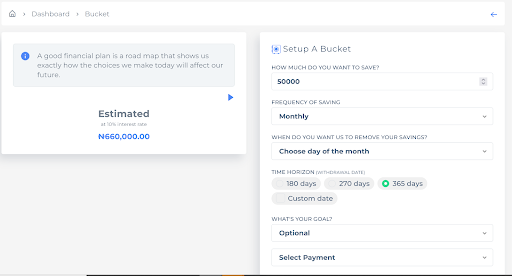 Dashboard > Bucket
A good financial plan is a road map that shows us
exactly how the choices we make today will affect our
future.
Estimated
at 10% interest rate
₦660,000.00
Setup A Bucket
HOW MUCH DO YOU WANT TO SAVE?
50000
FREQUENCY OF SAVING
Monthly
WHEN DO YOU WANT US TO REMOVE YOUR SAVINGS?
Choose day of the month
TIME HORIZON (WITHDRAWAL DATE)
180 days 270 days 365 days
Custom date
WHAT'S YOUR GOAL?
Optional
Select Payment